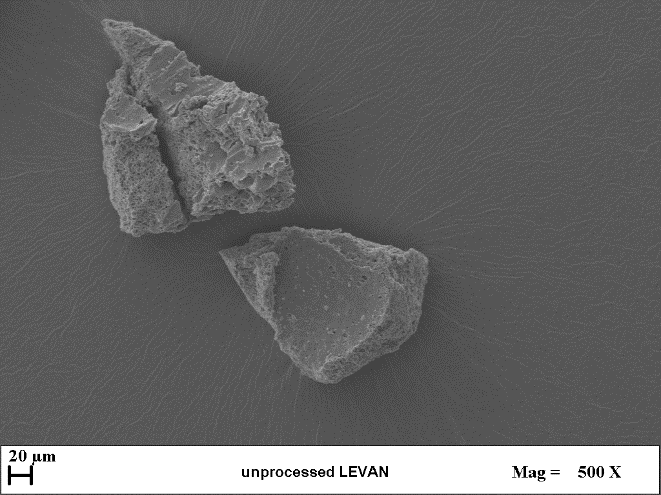 20 µm
unprocessed LEVAN
Mag = 500 X